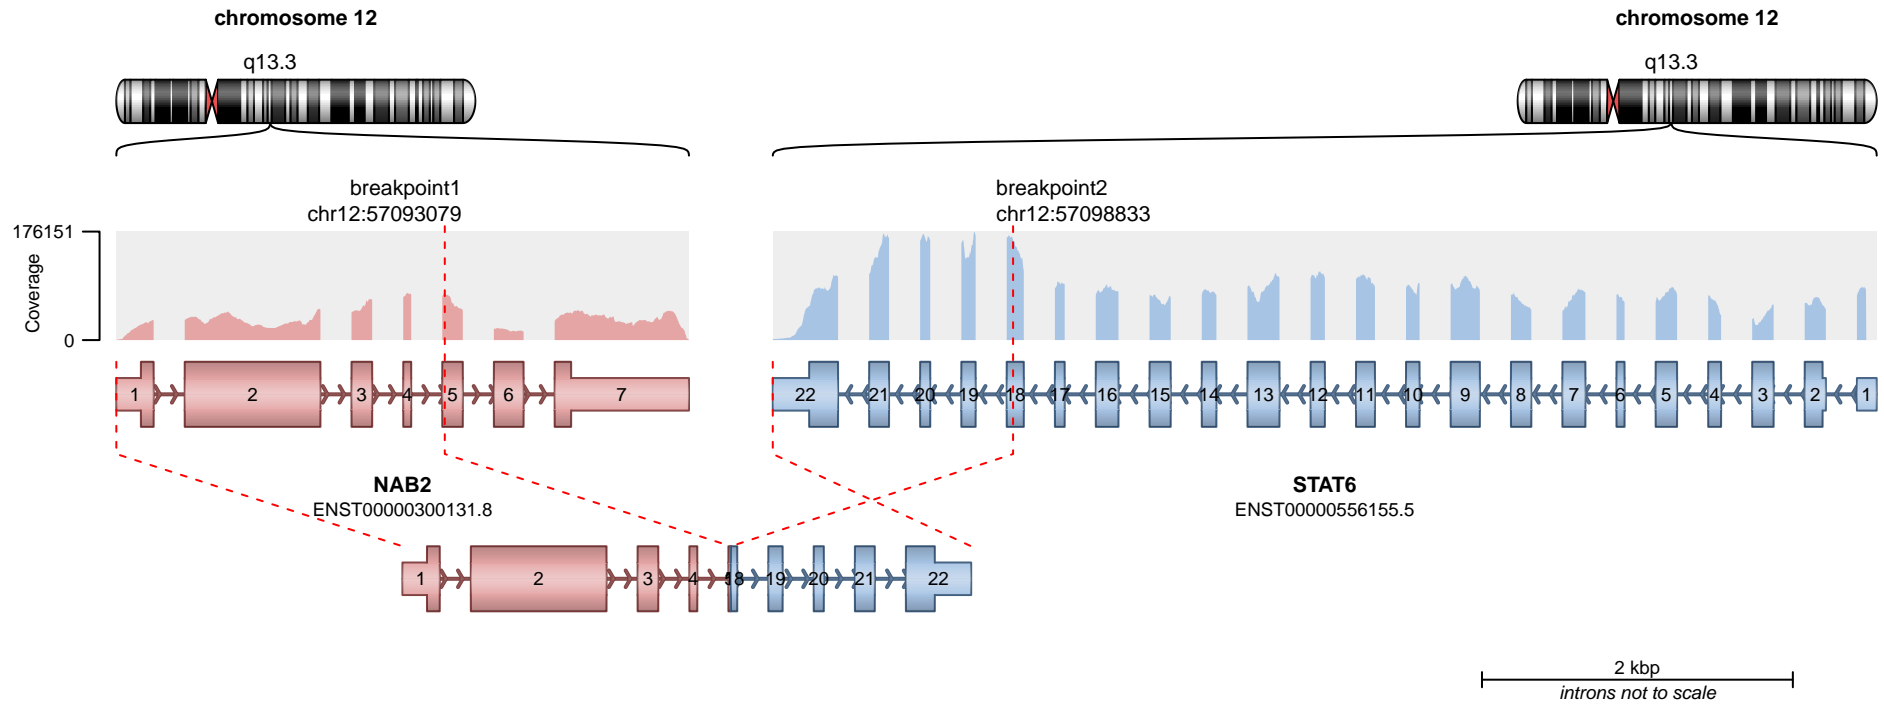 chromosome 12
chromosome 12
q13.3
q13.3
breakpoint1
chr12:57093079
breakpoint2
chr12:57098833
176151
Coverage
0
1 2 3 4 5 6 7
22 21 20 19 18 17 16 15 14 13 12 11 10 9 8 7 6 5 4 3 2 1
NAB2
ENST00000300131.8
STAT6
ENST00000556155.5
1 2 3 4 5 18 19 20 21 22
2 kbp
introns not to scale